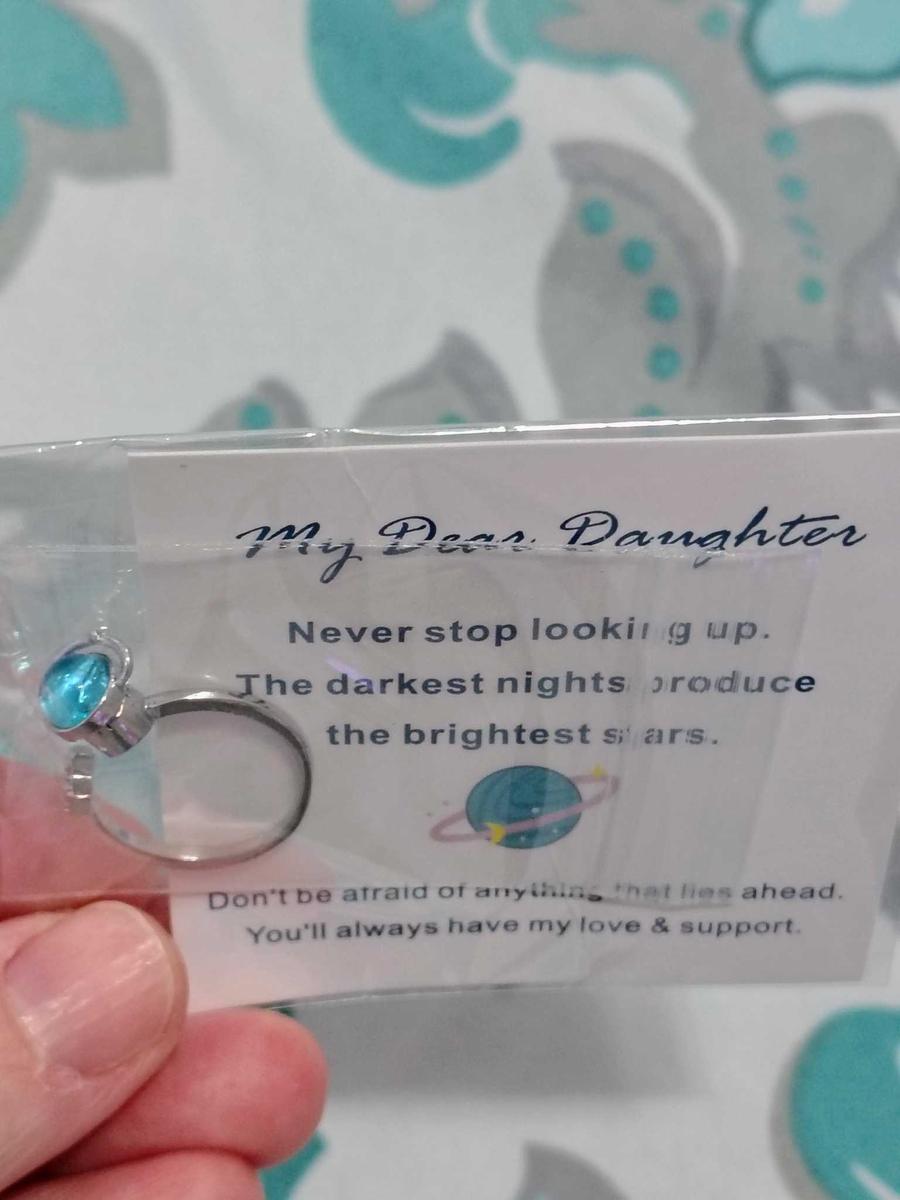 My Dear Daughter
Never stop looking up.
The darkest nights produce
the brightest stars.
Don't be afraid of anything that lies ahead.
You'll always have my love & support.